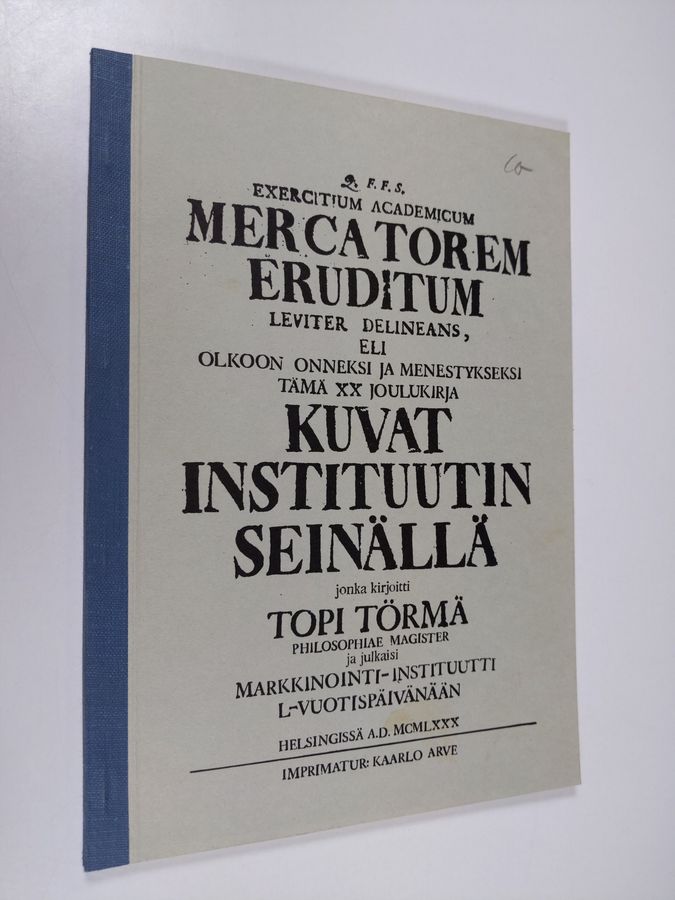 Q. F. F. S.
EXERCITIUM ACADEMICUM
MERCATOREM
ERUDITUM
LEVITER DELINEANS,
ELI
OLKOON ONNEKSI JA MENESTYKSEKSI
TÄMÄ XX JOULUKIRJA
KUVAT
INSTITUUTIN
SEINÄLLÄ
jonka kirjoitti
TOPI TÖRMÄ
PHILOSOPHIAE MAGISTER
ja julkaisi
MARKKINOINTI-INSTITUUTTI
L-VUOTISPÄIVÄNÄÄN
HELSINGISSÄ A.D. MCMLXXX
IMPRIMATUR: KAARLO ARVE